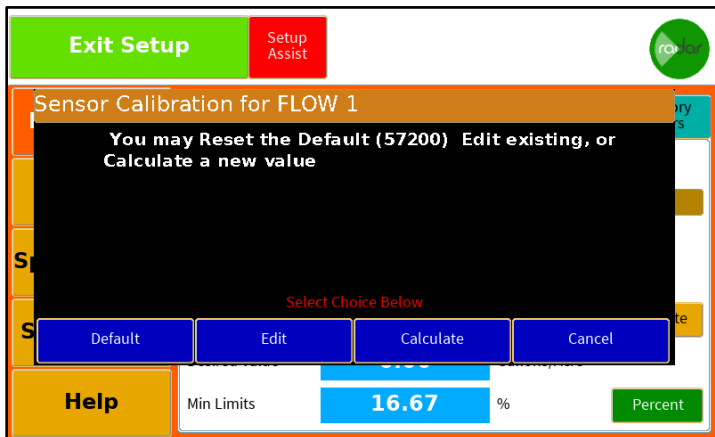 Exit Setup
Setup
Assist
radar
Sensor Calibration for FLOW 1
You may Reset the Default (57200) Edit existing, or
Calculate a new value
Select Choice Below
Default
Edit
Calculate
Cancel
Help
Min Limits
16.67
%
Percent